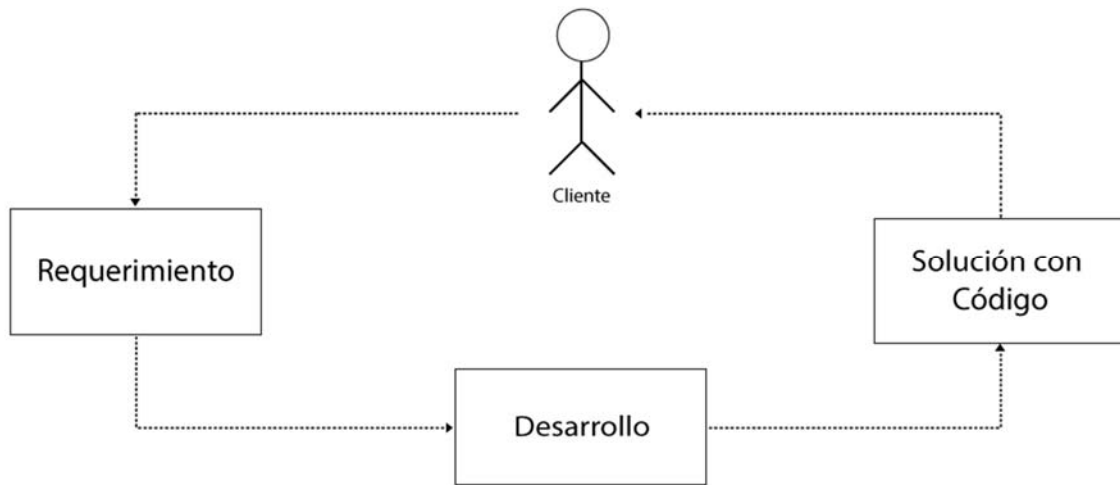 Cliente
Requerimiento
Solución con
Código
Desarrollo